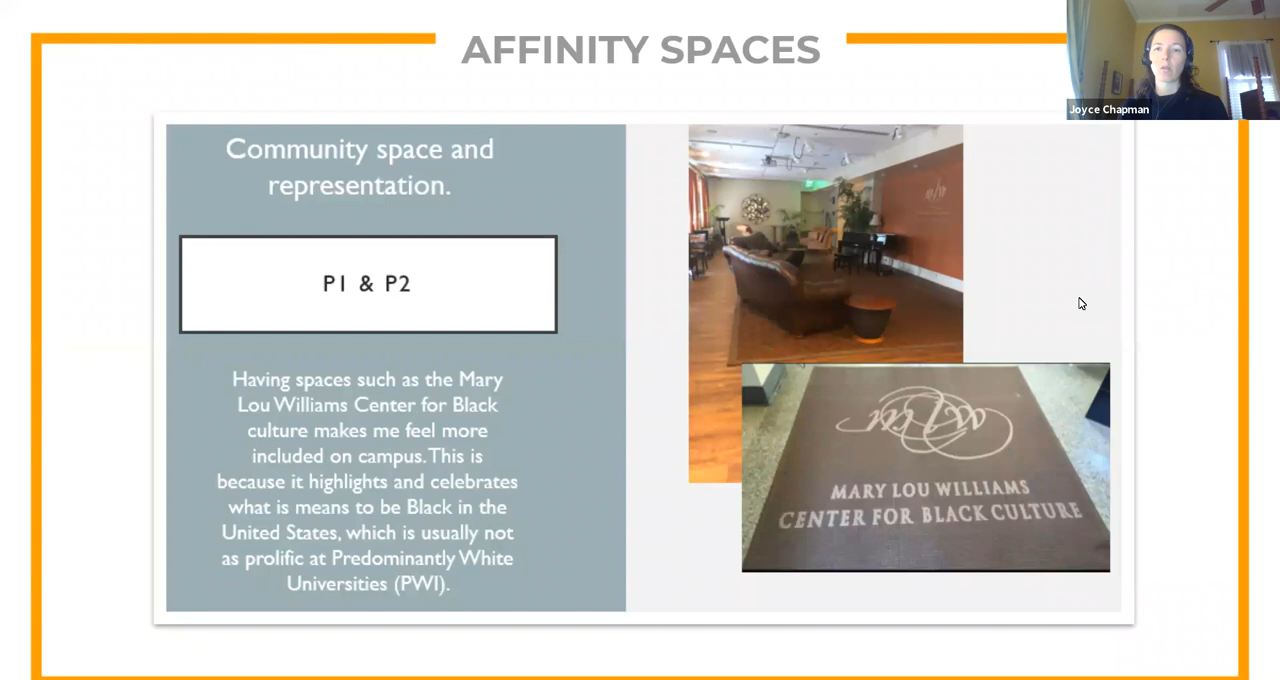 AFFINITY SPACES
Joyce Chapman
Community space and
representation.
P1 & P2
Having spaces such as the Mary
Lou Williams Center for Black
culture makes me feel more
included on campus. This is
because it highlights and celebrates
what is means to be Black in the
United States, which is usually not
as prolific at Predominantly White
Universities (PWI).
mlw
MARY LOU WILLIAMS
CENTER FOR BLACK CULTURE